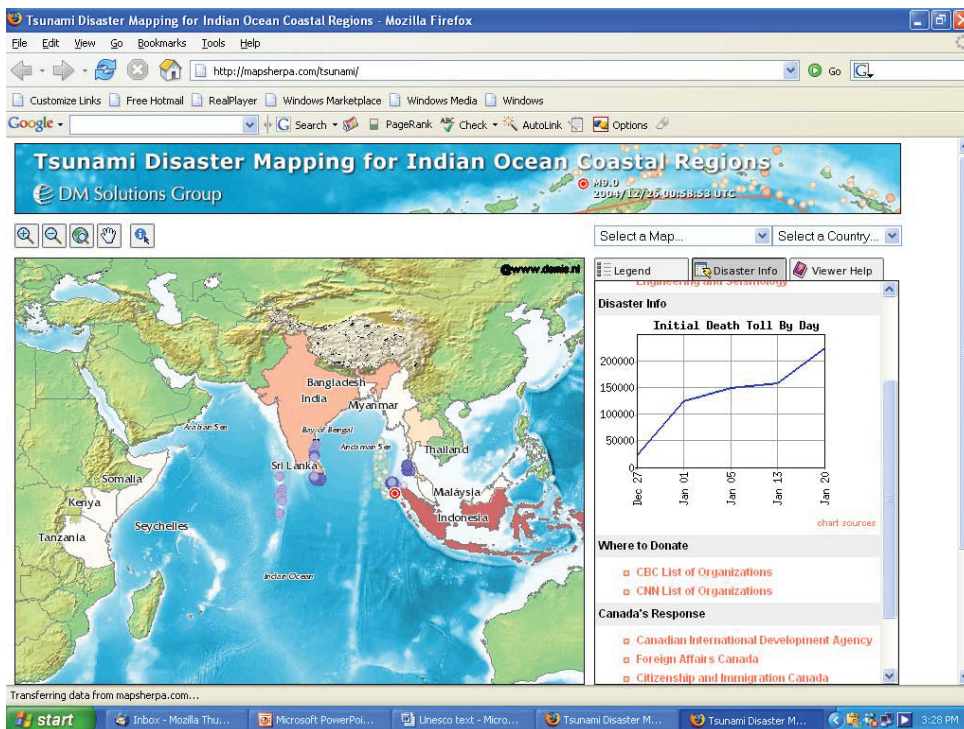 Tsunami Disaster Mapping for Indian Ocean Coastal Regions - Mozilla Firefox
File Edit View Go Bookmarks Tools Help
http://mapsherpa.com/tsunami/ Go G
Customize Links Free Hotmail RealPlayer Windows Marketplace Windows Media Windows
Google G Search PageRank ABC Check AutoLink Options
Tsunami Disaster Mapping for Indian Ocean Coastal Regions
DM Solutions Group
M9.0
2004/12/26 00:58:53 UTC
Select a Map... Select a Country...
@www.demis.nl
Bangladesh
India
Myanmar
Arabian Sea
Bay of Bengal
Andaman Sea
Thailand
Sri Lanka
Somalia
Malaysia
Kenya
Indonesia
Seychelles
Tanzania
Indian Ocean
Legend Disaster Info Viewer Help
Engineering and Seismology
Disaster Info
Initial Death Toll By Day
200000
150000
100000
50000
0
Dec 27
Jan 01
Jan 05
Jan 13
Jan 20
chart sources
Where to Donate
CBC List of Organizations
CNN List of Organizations
Canada's Response
Canadian International Development Agency
Foreign Affairs Canada
Citizenship and Immigration Canada
Transferring data from mapsherpa.com...
start Inbox - Mozilla Thu... Microsoft PowerPoi... Unesco text - Micro... Tsunami Disaster M... Tsunami Disaster M... 3:28 PM